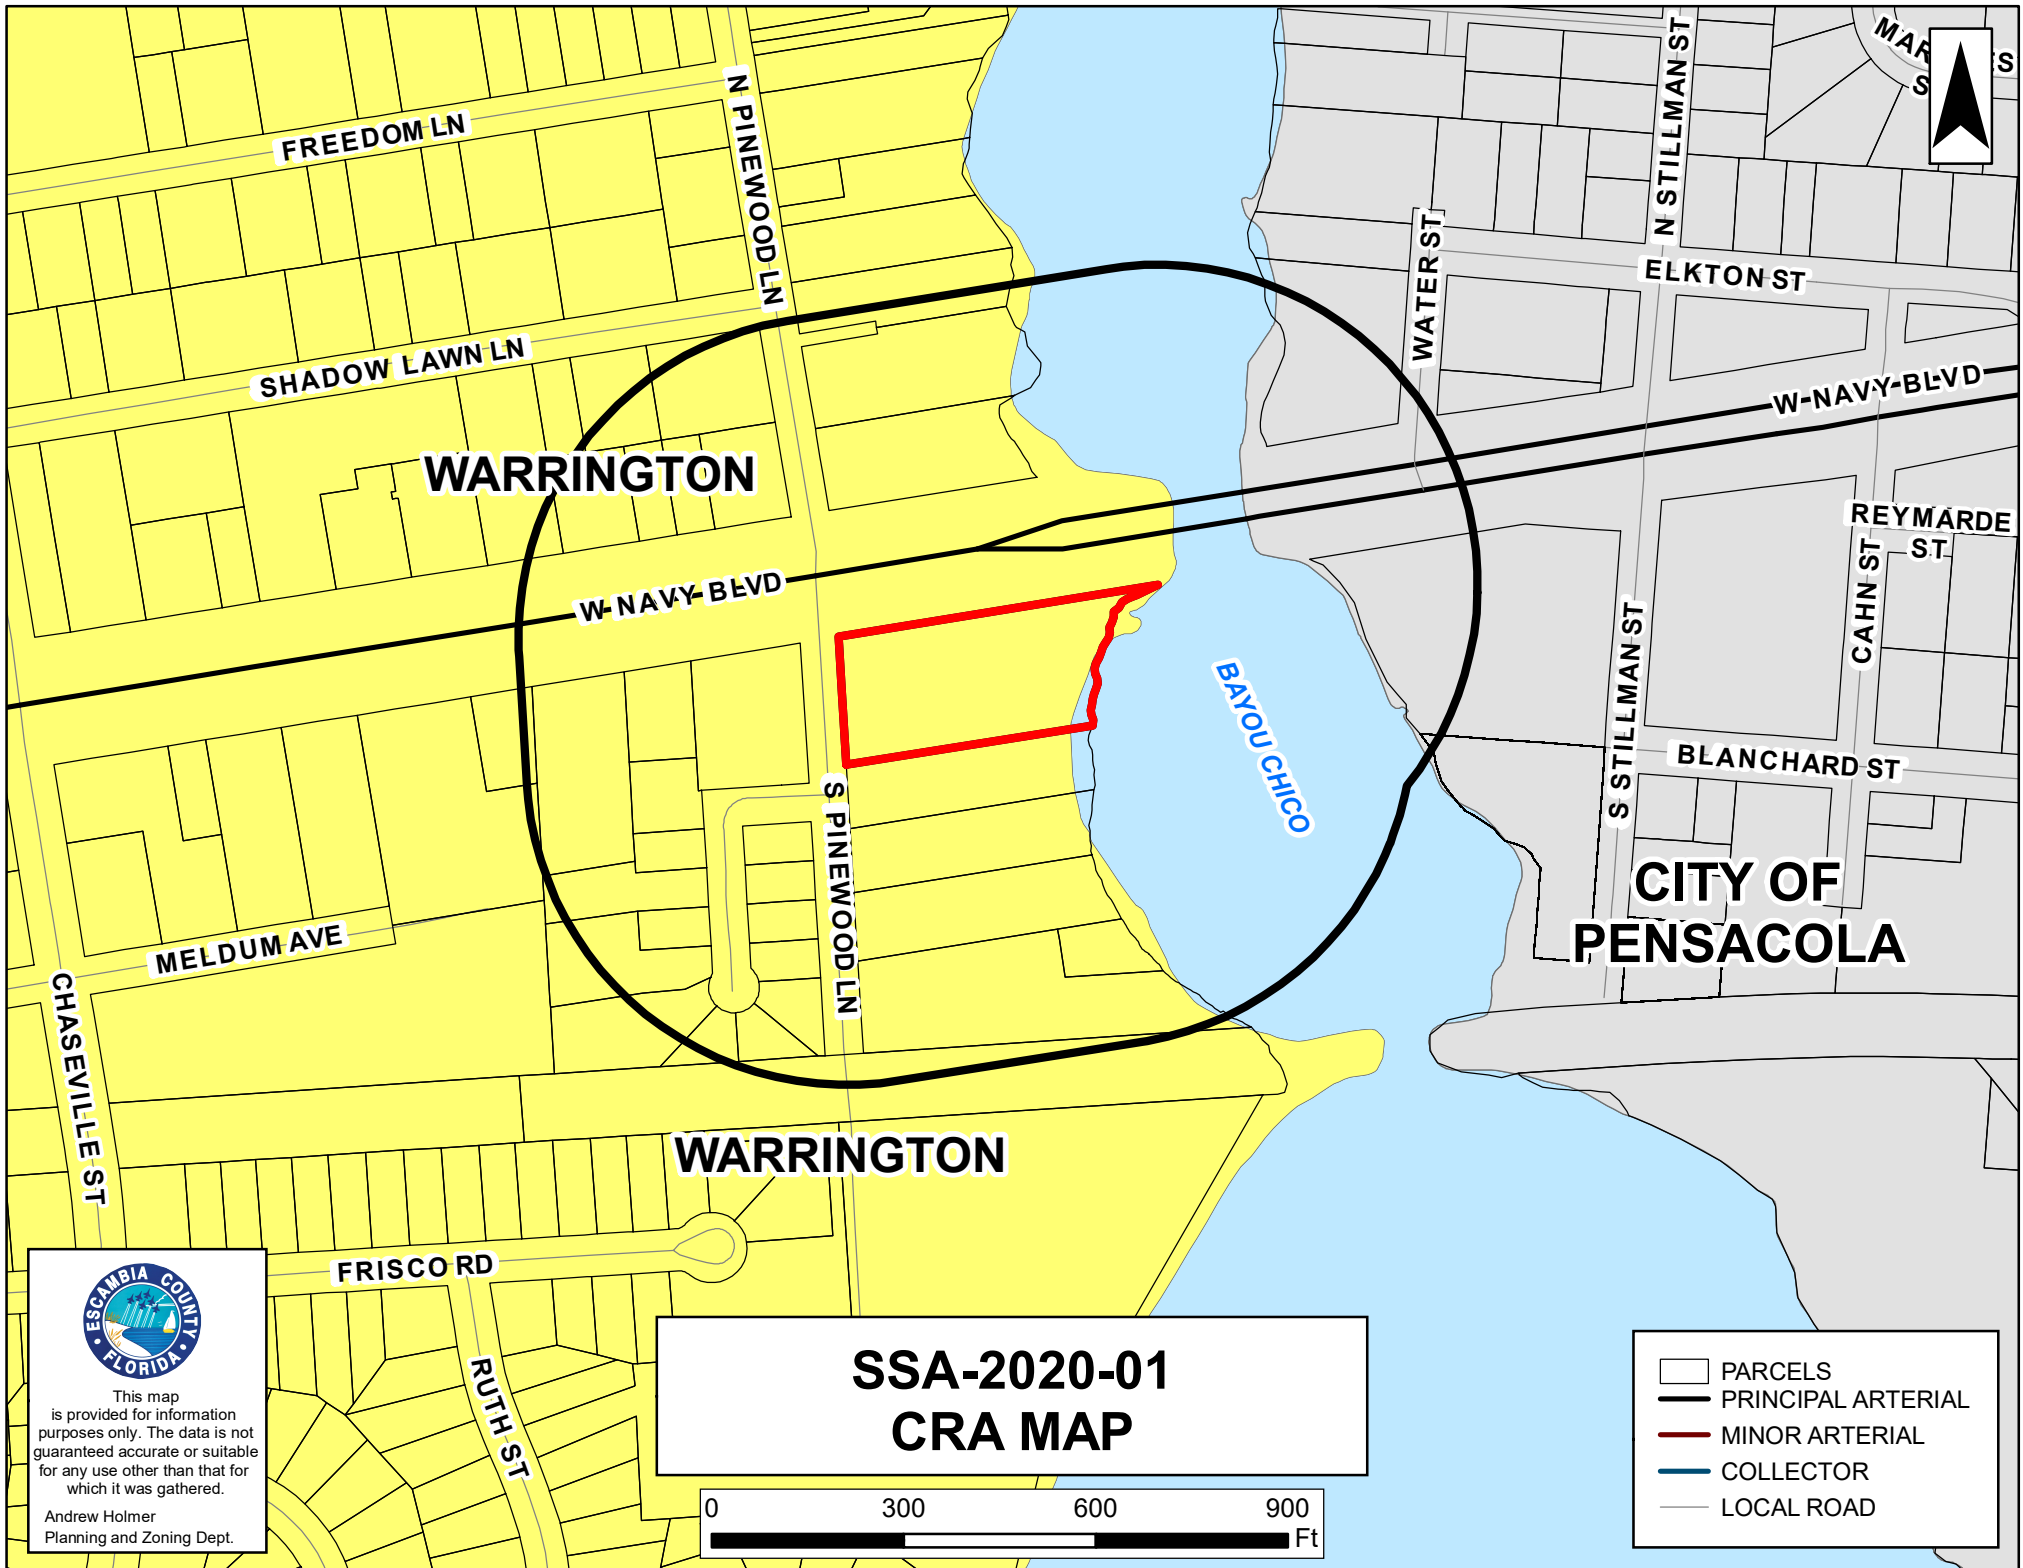 N PINEWOOD LN
FREEDOM LN
N STILLMAN ST
WATER ST
ELKTON ST
SHADOW LAWN LN
W NAVY BLVD
WARRINGTON
REYMARDE
ST
CAHN ST
W NAVY BLVD
S STILLMAN ST
BAYOU CHICO
BLANCHARD ST
S PINEWOOD LN
CITY OF
PENSACOLA
MELDUM AVE
CHASEVILLE ST
WARRINGTON
FRISCO RD
RUTH ST
ESCAMBIA COUNTY
FLORIDA
This map
is provided for information
purposes only. The data is not
guaranteed accurate or suitable
for any use other than that for
which it was gathered.
Andrew Holmer
Planning and Zoning Dept.
SSA-2020-01
CRA MAP
0 300 600 900
Ft
PARCELS
PRINCIPAL ARTERIAL
MINOR ARTERIAL
COLLECTOR
LOCAL ROAD